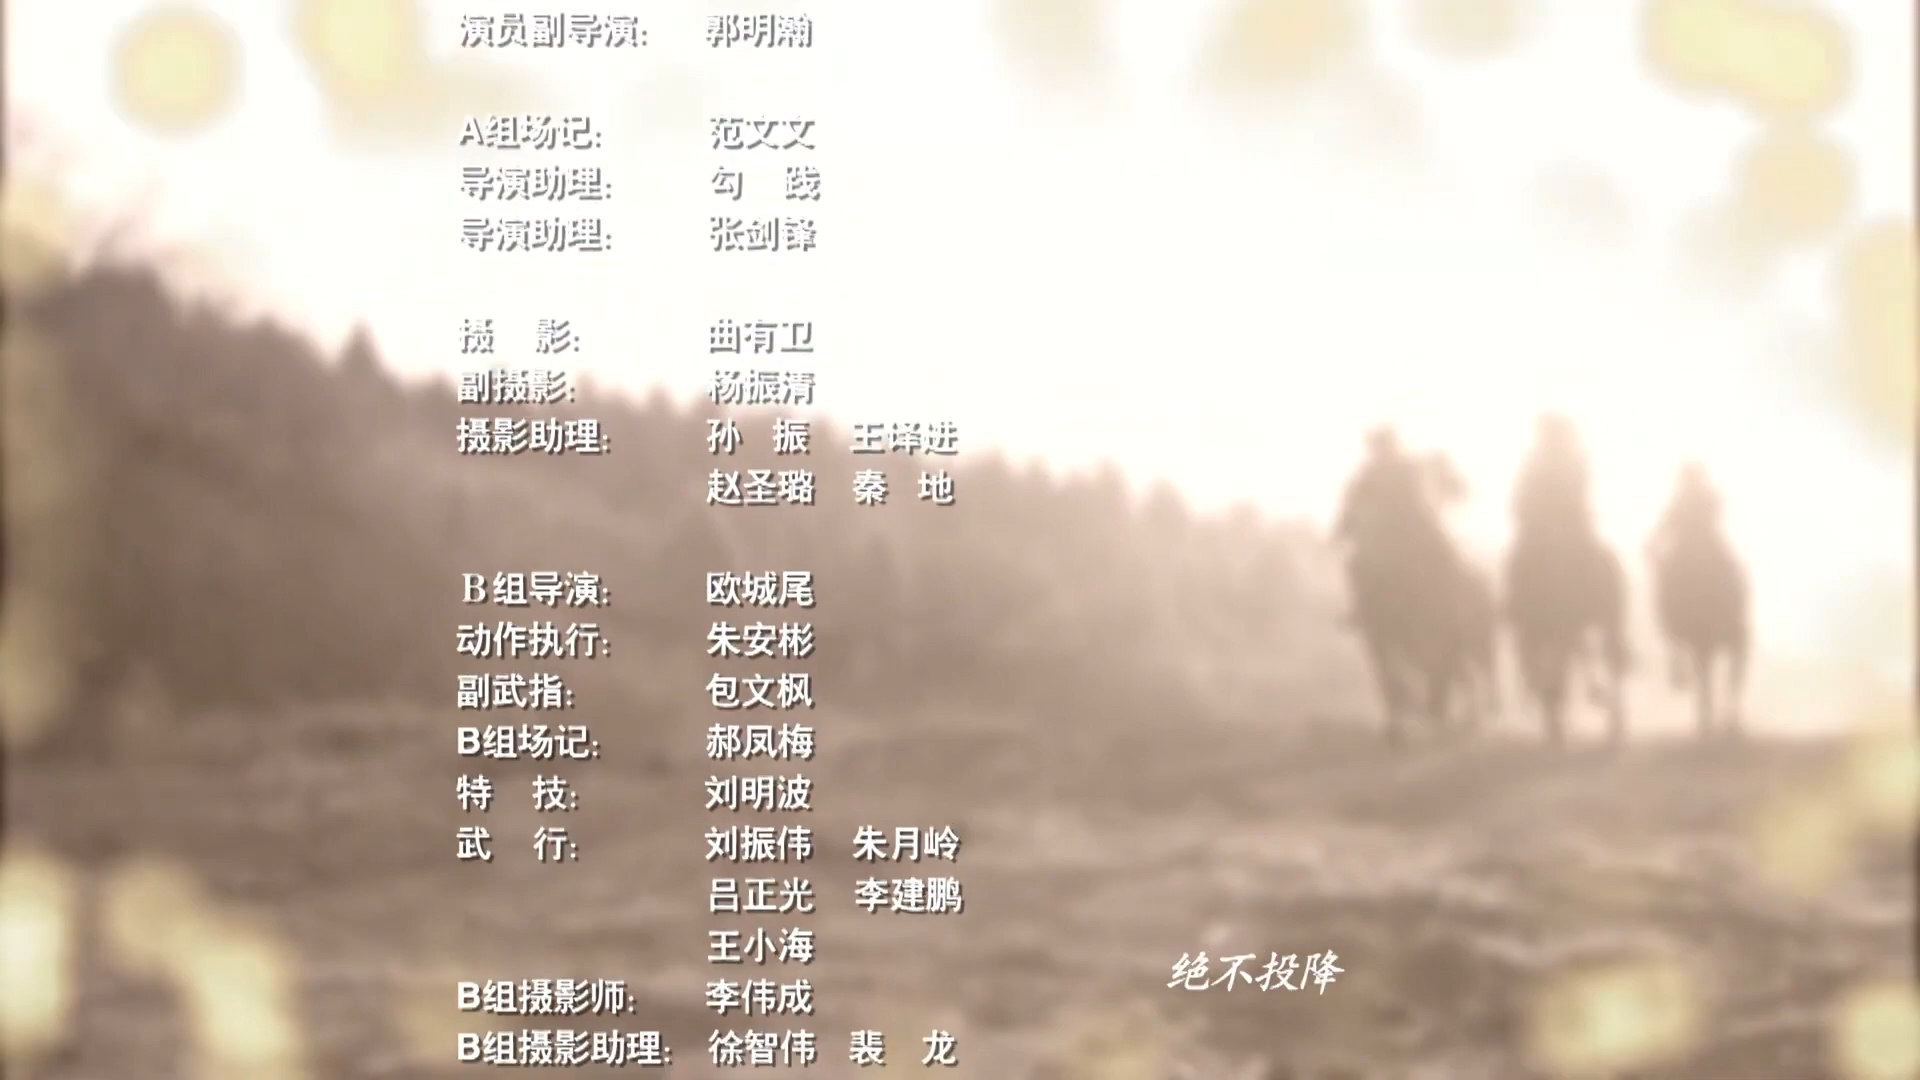 演员副导演: 郭明瀚
A组场记: 范文文
导演助理: 勾 践
导演助理: 张剑锋
摄 影: 曲有卫
副摄影: 杨振清
摄影助理: 孙 振 王译进
赵圣璐 秦 地
B组导演: 欧城尾
动作执行: 朱安彬
副武指: 包文枫
B组场记: 郝凤梅
特 技: 刘明波
武 行: 刘振伟 朱月岭
吕正光 李建鹏
王小海
绝不投降
B组摄影师: 李伟成
B组摄影助理: 徐智伟 裴 龙